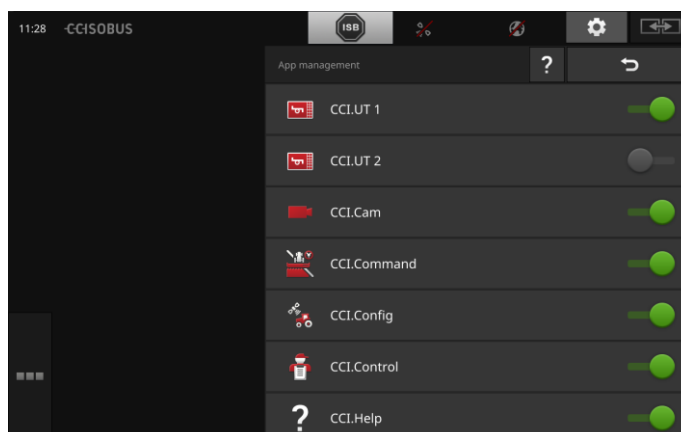 11:28 CCISOBUS ISB
App management ?
CCI.UT 1
CCI.UT 2
CCI.Cam
CCI.Command
CCI.Config
CCI.Control
? CCI.Help